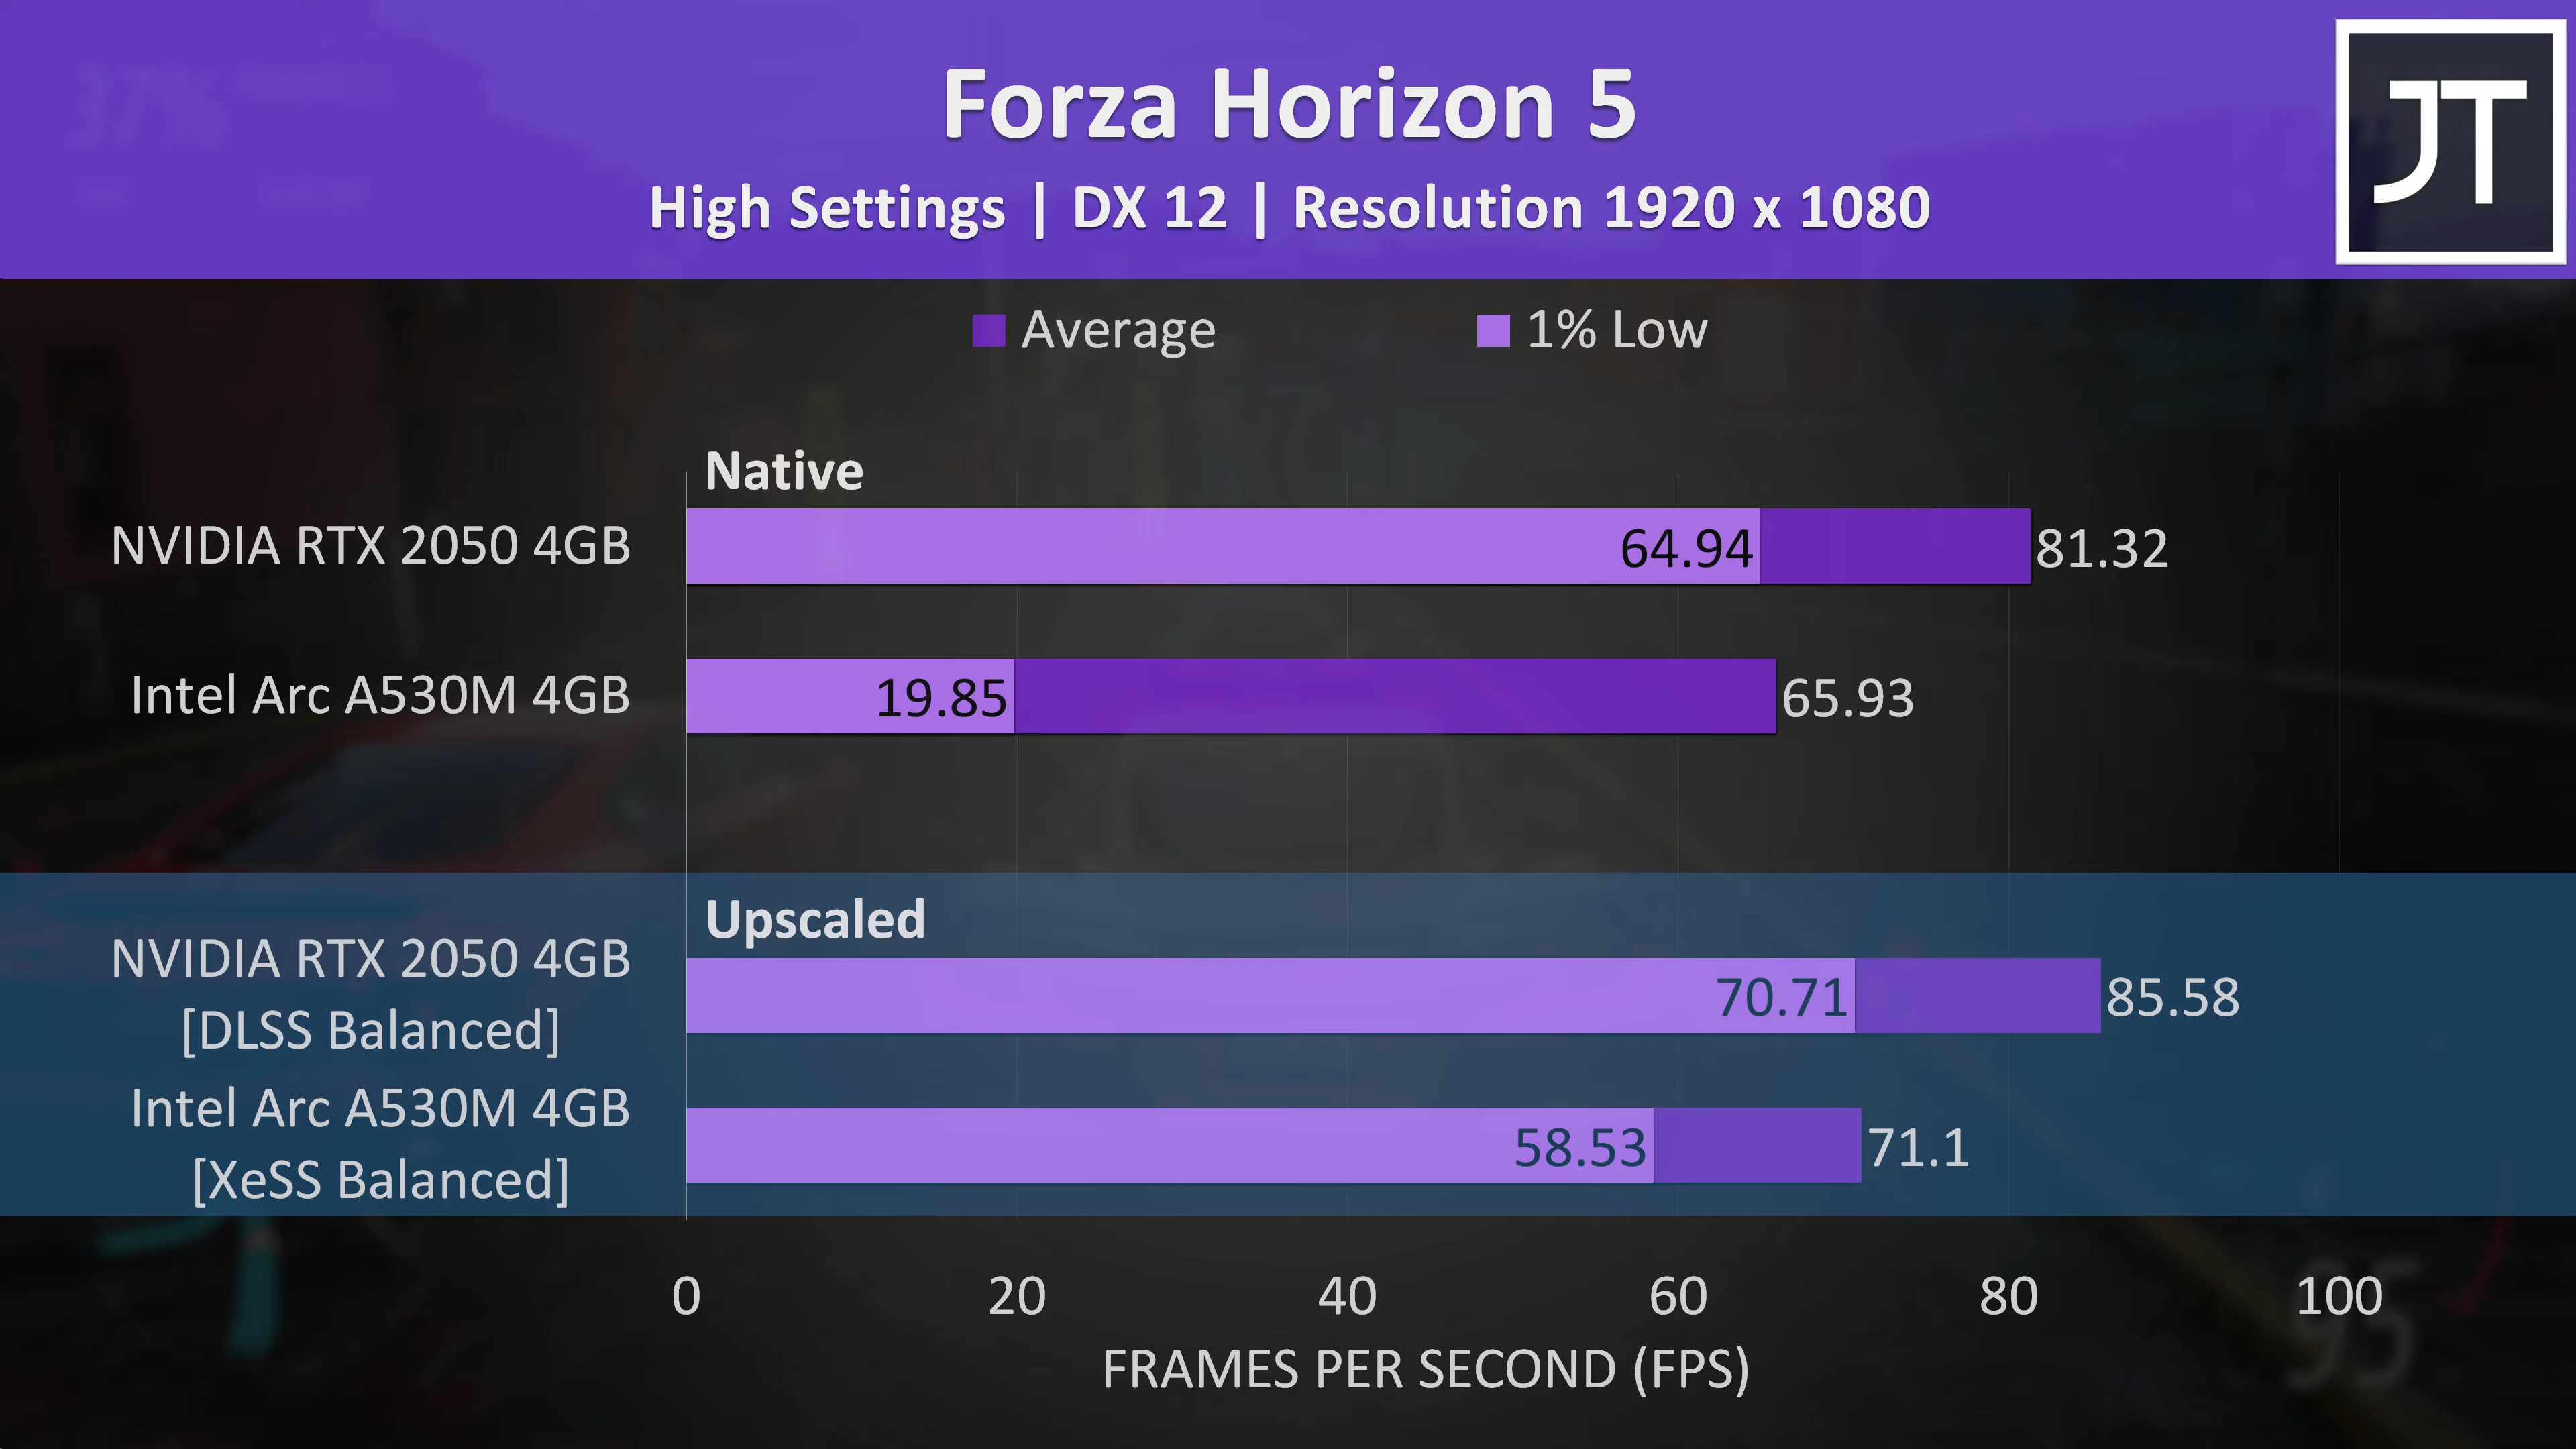 Forza Horizon 5
High Settings | DX 12 | Resolution 1920 x 1080
JT
Average
1% Low
Native
NVIDIA RTX 2050 4GB
64.94
81.32
Intel Arc A530M 4GB
19.85
65.93
Upscaled
NVIDIA RTX 2050 4GB
[DLSS Balanced]
70.71
85.58
Intel Arc A530M 4GB
[XeSS Balanced]
58.53
71.1
0 20 40 60 80 100
FRAMES PER SECOND (FPS)
37%
95